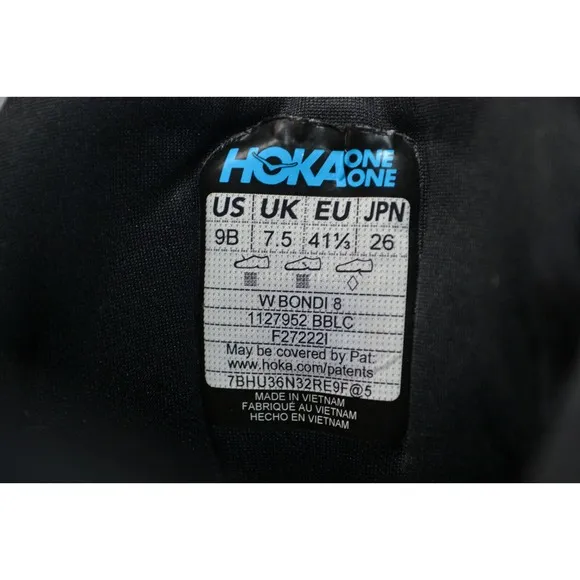 HOKA ONE ONE
US UK EU JPN
9B 7.5 41⅓ 26
W BONDI 8
1127952 BBLC
F27222I
May be covered by Pat:
www.hoka.com/patents
7BHU36N32RE9F@5
MADE IN VIETNAM
FABRIQUÉ AU VIETNAM
HECHO EN VIETNAM